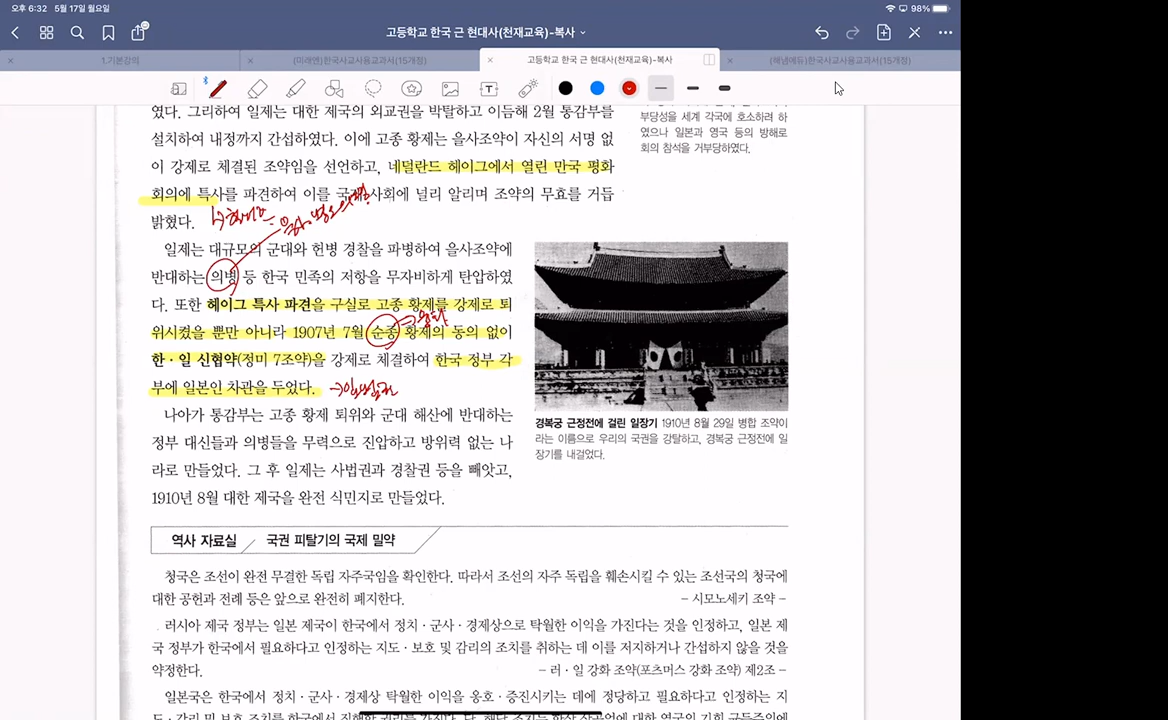 오후 6:32 5월 17일 월요일
98%
고등학교 한국 근 현대사(천재교육)-복사
1.기본강의
(미래엔)한국사교사용교과서(15개정)
고등학교 한국 근 현대사(천재교육)-복사
(해냄에듀)한국사교사용교과서(15개정)
였다. 그리하여 일제는 대한 제국의 외교권을 박탈하고 이듬해 2월 통감부를
설치하여 내정까지 간섭하였다. 이에 고종 황제는 을사조약이 자신의 서명 없
이 강제로 체결된 조약임을 선언하고, 네덜란드 헤이그에서 열린 만국 평화
회의에 특사를 파견하여 이를 국제 사회에 널리 알리며 조약의 무효를 거듭
밝혔다.
일제는 대규모의 군대와 헌병 경찰을 파병하여 을사조약에
반대하는 의병 등 한국 민족의 저항을 무자비하게 탄압하였
다. 또한 헤이그 특사 파견을 구실로 고종 황제를 강제로 퇴
위시켰을 뿐만 아니라 1907년 7월 순종 황제의 동의 없이
한·일 신협약(정미 7조약)을 강제로 체결하여 한국 정부 각
부에 일본인 차관을 두었다.
나아가 통감부는 고종 황제 퇴위와 군대 해산에 반대하는
정부 대신들과 의병들을 무력으로 진압하고 방위력 없는 나
라로 만들었다. 그 후 일제는 사법권과 경찰권 등을 빼앗고,
1910년 8월 대한 제국을 완전 식민지로 만들었다.
부당성을 세계 각국에 호소하려 하
였으나 일본과 영국 등의 방해로
회의 참석을 거부당하였다.
경복궁 근정전에 걸린 일장기 1910년 8월 29일 병합 조약이
라는 이름으로 우리의 국권을 강탈하고, 경복궁 근정전에 일
장기를 내걸었다.
역사 자료실 국권 피탈기의 국제 밀약
청국은 조선이 완전 무결한 독립 자주국임을 확인한다. 따라서 조선의 자주 독립을 훼손시킬 수 있는 조선국의 청국에
대한 공헌과 전례 등은 앞으로 완전히 폐지한다. - 시모노세키 조약 -
러시아 제국 정부는 일본 제국이 한국에서 정치·군사·경제상으로 탁월한 이익을 가진다는 것을 인정하고, 일본 제
국 정부가 한국에서 필요하다고 인정하는 지도·보호 및 감리의 조치를 취하는 데 이를 저지하거나 간섭하지 않을 것을
약정한다. - 러·일 강화 조약(포츠머스 강화 조약) 제2조 -
일본국은 한국에서 정치·군사·경제상 탁월한 이익을 옹호·증진시키는 데에 정당하고 필요하다고 인정하는 지